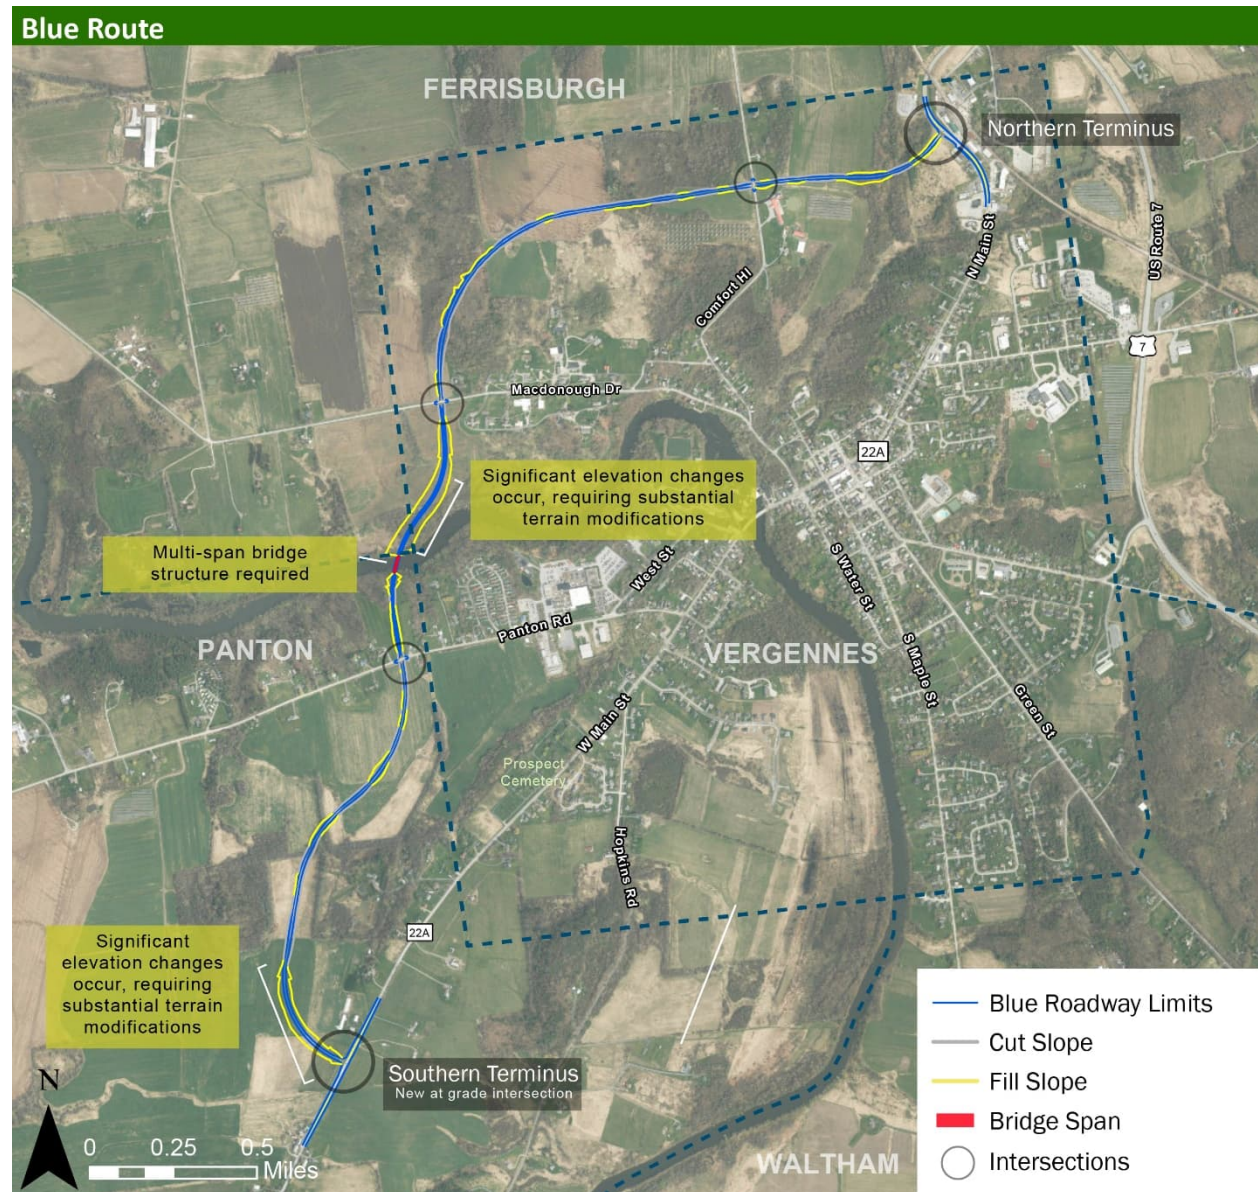 Blue Route
FERRISBURGH
Northern Terminus
N Main St
US Route 7
Comfort Hl
7
Macdonough Dr
22A
Significant elevation changes
occur, requiring substantial
terrain modifications
Multi-span bridge
structure required
West St
S Water St
Panton Rd
PANTON
VERGENNES
S Maple St
Green St
W Main St
Prospect
Cemetery
Hopkins Rd
22A
Significant
elevation changes
occur, requiring
substantial terrain
modifications
Southern Terminus
New at grade intersection
N
0 0.25 0.5
Miles
WALTHAM
Blue Roadway Limits
Cut Slope
Fill Slope
Bridge Span
Intersections